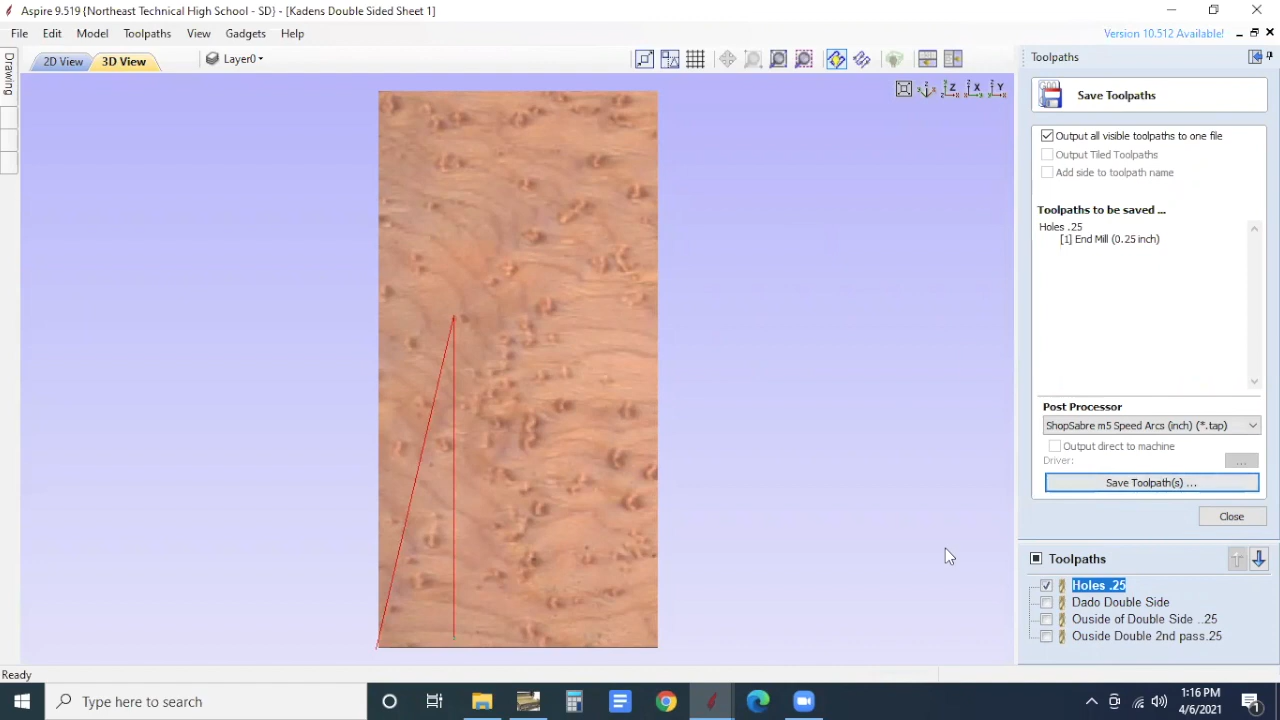 Aspire 9.519 {Northeast Technical High School - SD} - [Kadens Double Sided Sheet 1]
File Edit Model Toolpaths View Gadgets Help
Version 10.512 Available!
Drawing
2D View 3D View Layer0
Z X Y
Toolpaths
Save Toolpaths
Output all visible toolpaths to one file
Output Tiled Toolpaths
Add side to toolpath name
Toolpaths to be saved ...
Holes .25
[1] End Mill (0.25 inch)
Post Processor
ShopSabre m5 Speed Arcs (inch) (*.tap)
Output direct to machine
Driver:
...
Save Toolpath(s) ...
Close
Toolpaths
Holes .25
Dado Double Side
Ouside of Double Side ..25
Ouside Double 2nd pass.25
Ready
Type here to search
1:16 PM
4/6/2021
1